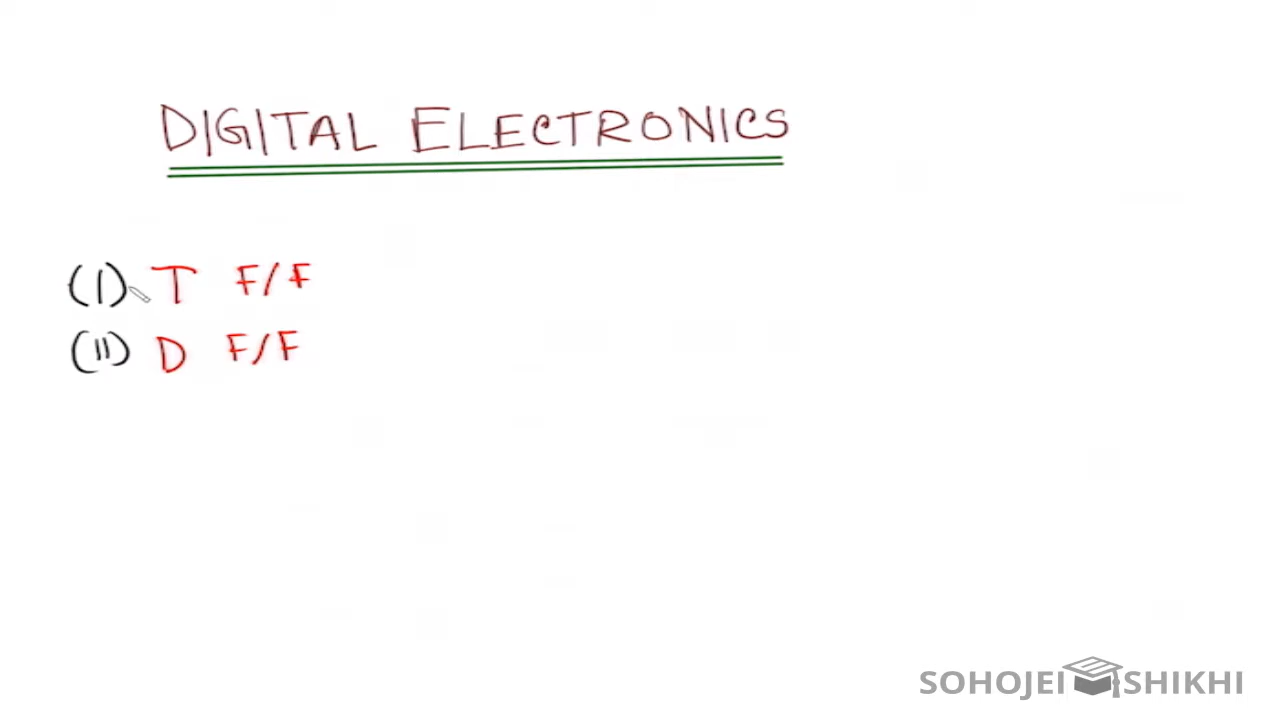 DIGITAL ELECTRONICS
(I) T F/F
(II) D F/F
SOHOJEI SHIKHI